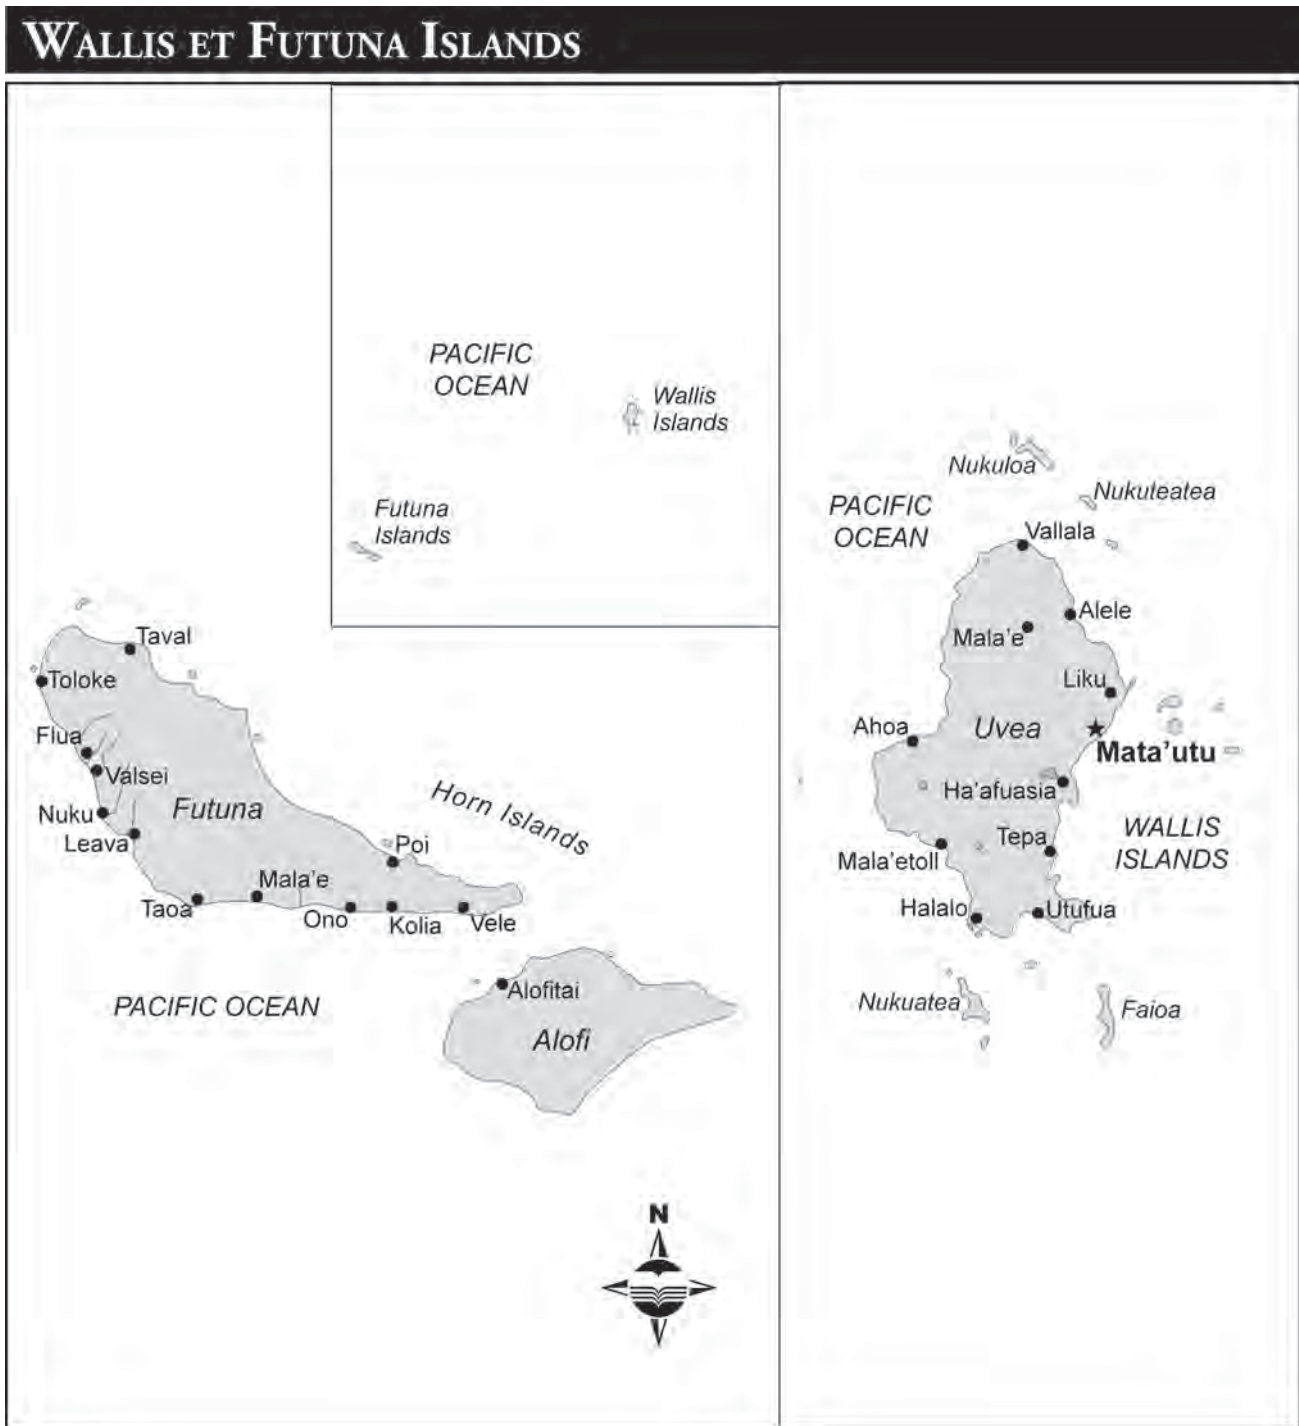 WALLIS ET FUTUNA ISLANDS
PACIFIC
OCEAN
Wallis
Islands
Futuna
Islands
Taval
Toloke
Flua
Valsei
Nuku
Leava
Futuna
Horn Islands
Poi
Mala'e
Taoa
Ono
Kolia
Vele
PACIFIC OCEAN
Alofitai
Alofi
N
Nukuloa
Nukuteatea
PACIFIC
OCEAN
Vallala
Alele
Mala'e
Liku
Ahoa
Uvea
Mata'utu
Ha'afuasia
Tepa
WALLIS
ISLANDS
Mala'etoll
Halalo
Utufua
Nukuatea
Faioa